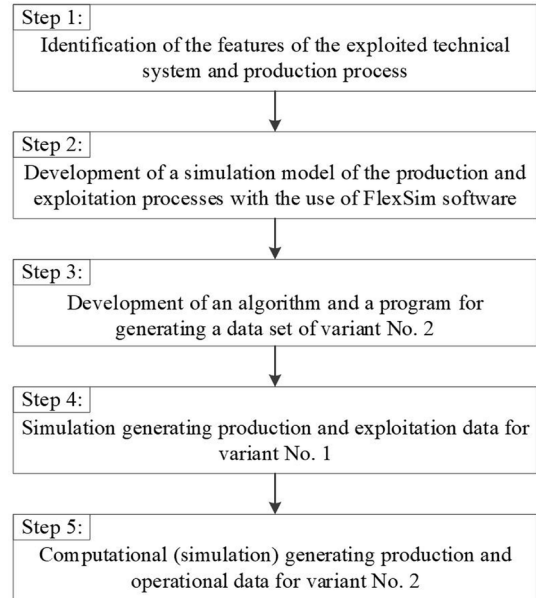 Step 1:
Identification of the features of the exploited technical
system and production process
Step 2:
Development of a simulation model of the production and
exploitation processes with the use of FlexSim software
Step 3:
Development of an algorithm and a program for
generating a data set of variant No. 2
Step 4:
Simulation generating production and exploitation data for
variant No. 1
Step 5:
Computational (simulation) generating production and
operational data for variant No. 2